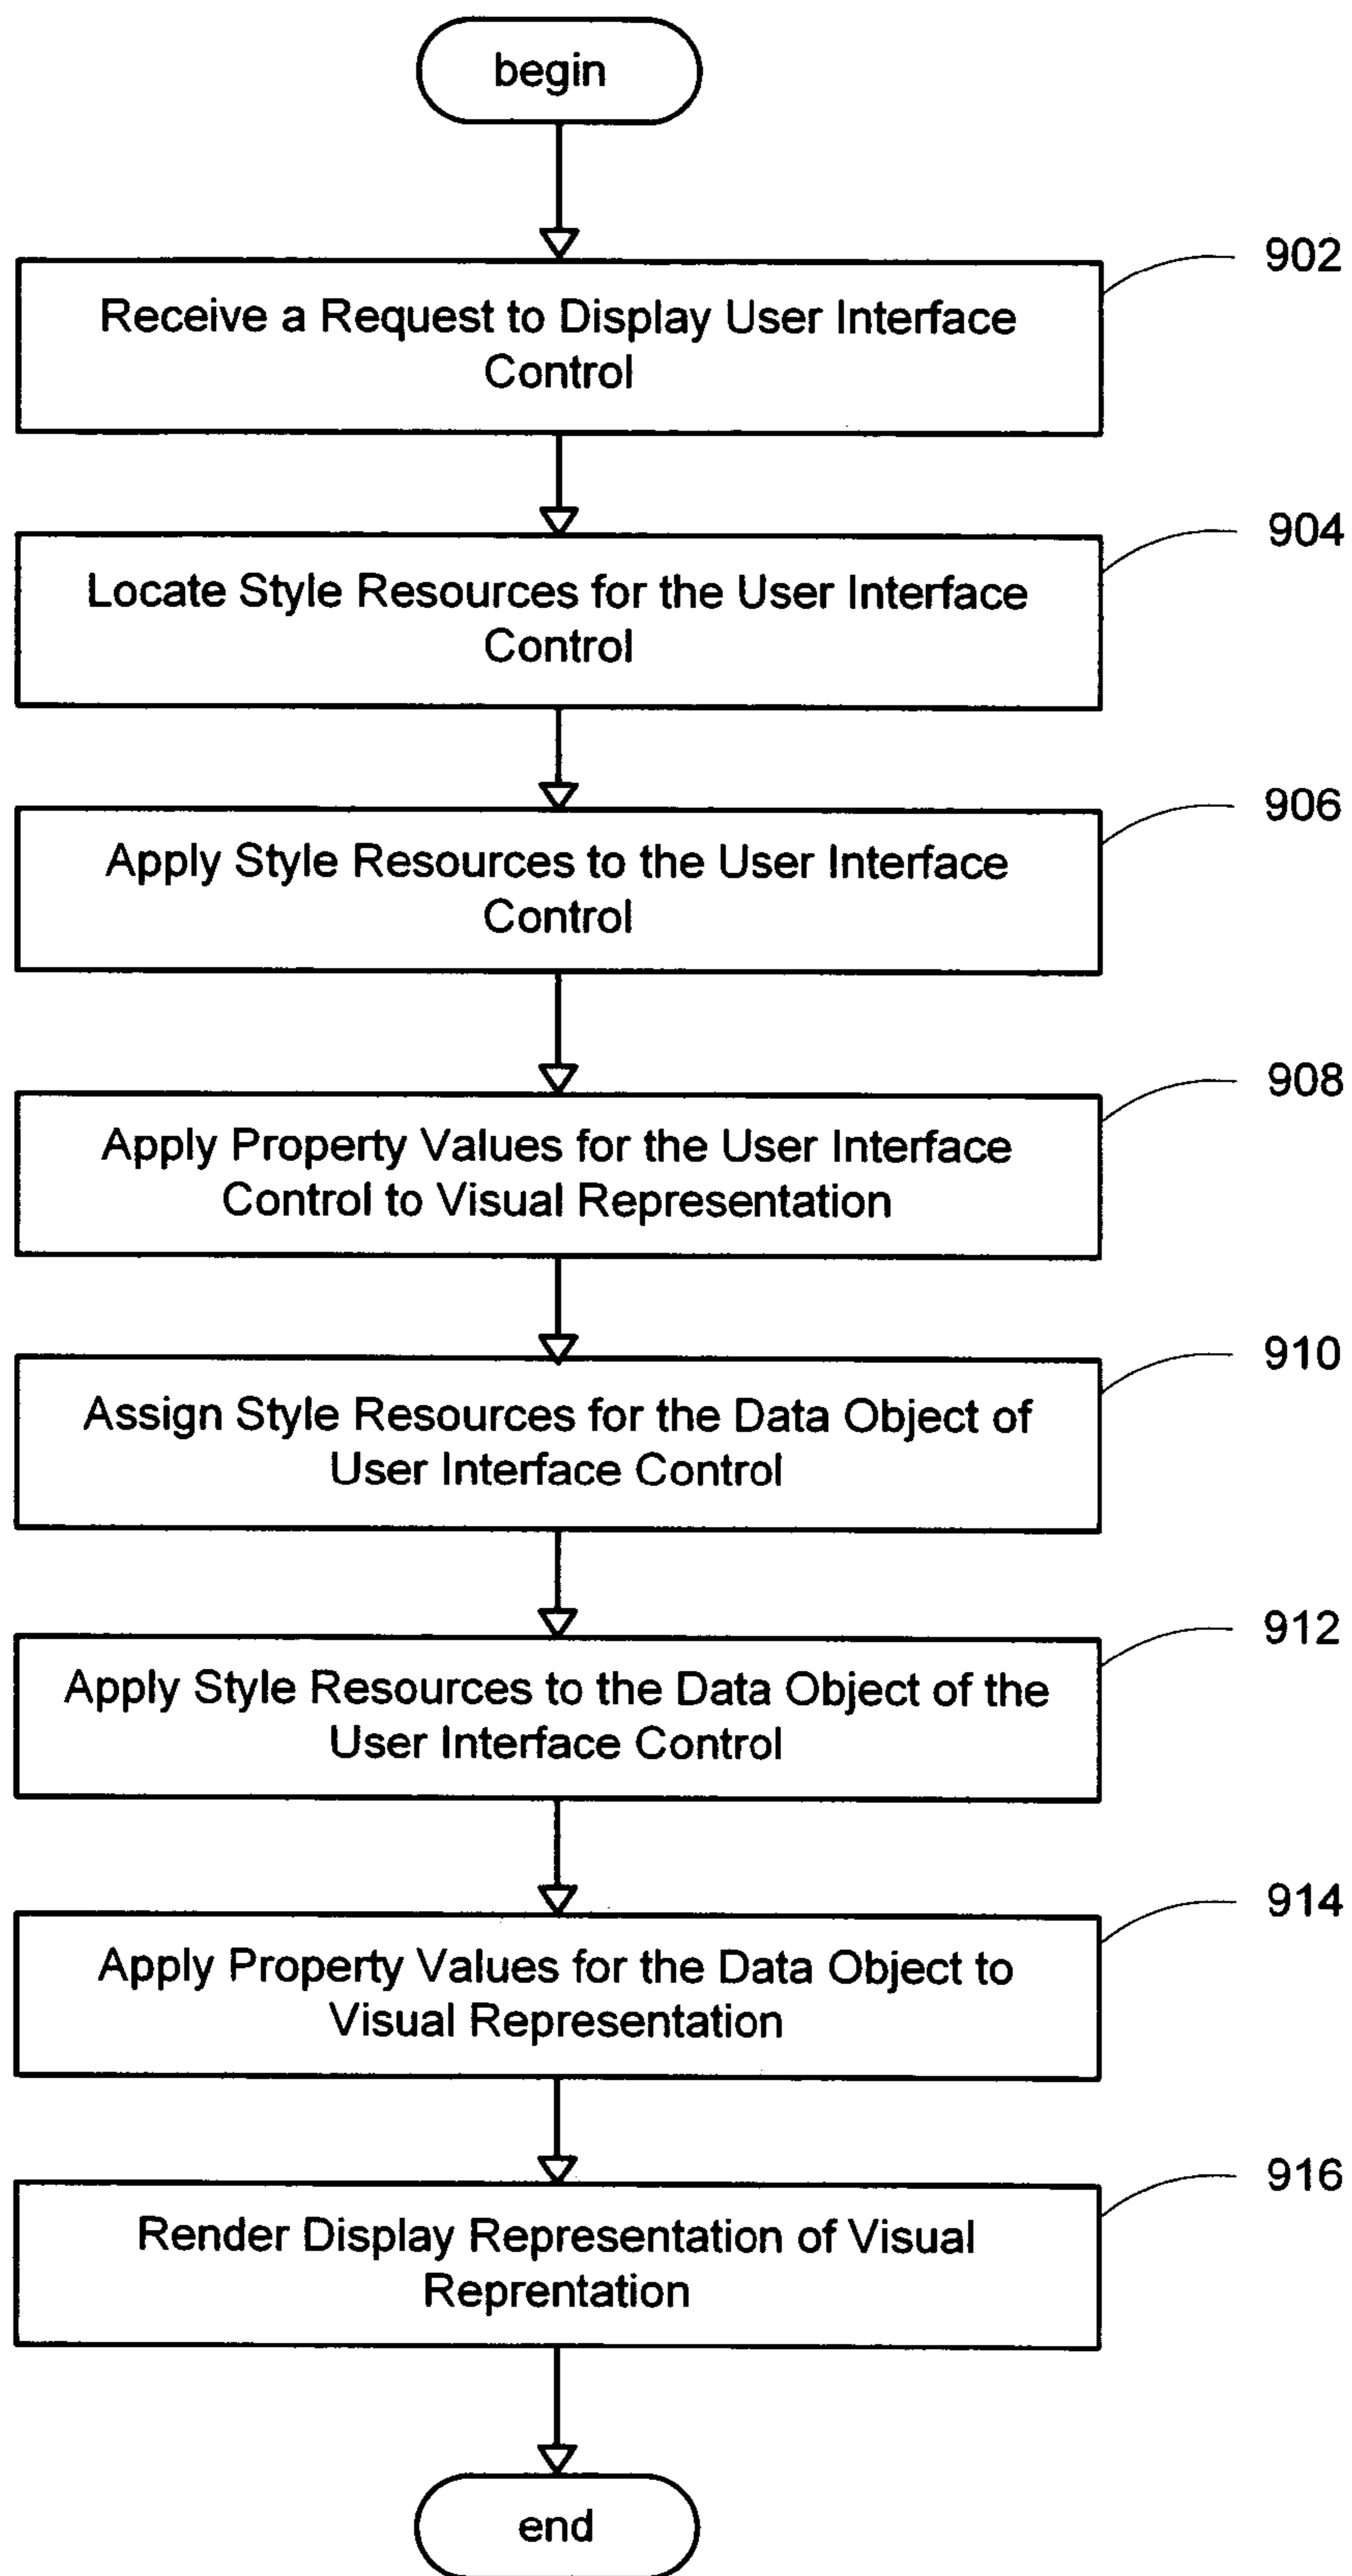 begin
902
Receive a Request to Display User Interface
Control
904
Locate Style Resources for the User Interface
Control
906
Apply Style Resources to the User Interface
Control
908
Apply Property Values for the User Interface
Control to Visual Representation
910
Assign Style Resources for the Data Object of
User Interface Control
912
Apply Style Resources to the Data Object of the
User Interface Control
914
Apply Property Values for the Data Object to
Visual Representation
916
Render Display Representation of Visual
Reprentation
end